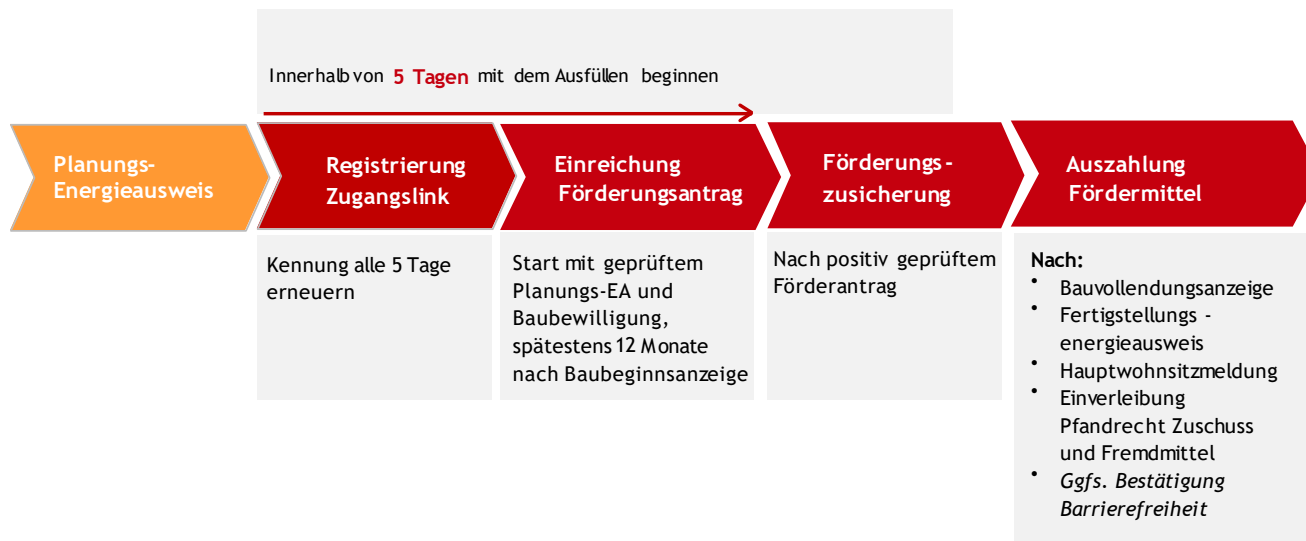 Innerhalb von 5 Tagen mit dem Ausfüllen beginnen
Planungs-
Energieausweis
Registrierung
Zugangslink
Einreichung
Förderungsantrag
Förderungs-
zusicherung
Auszahlung
Fördermittel
Kennung alle 5 Tage
erneuern
Start mit geprüftem
Planungs-EA und
Baubewilligung,
spätestens 12 Monate
nach Baubeginnsanzeige
Nach positiv geprüftem
Förderantrag
Nach:
• Bauvollendungsanzeige
• Fertigstellungs -
energieausweis
• Hauptwohnsitzmeldung
• Einverleibung
Pfandrecht Zuschuss
und Fremdmittel
• Ggfs. Bestätigung
Barrierefreiheit